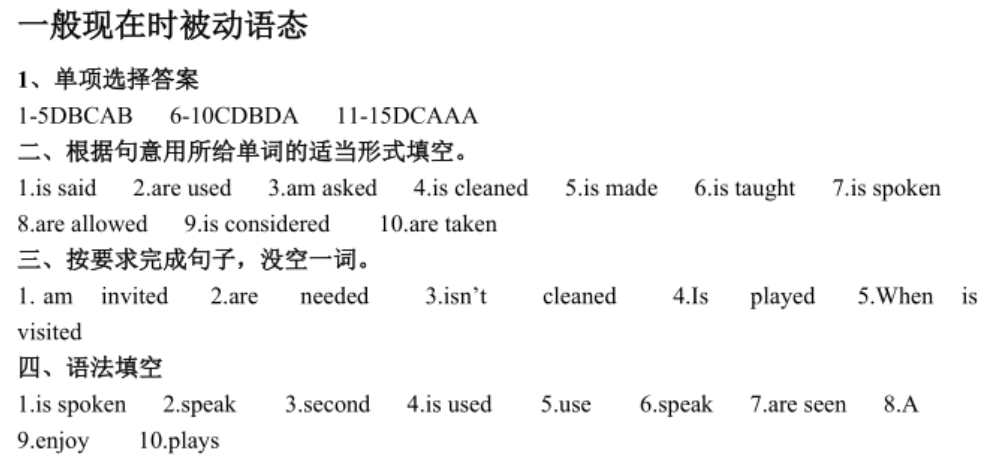 一般现在时被动语态
1、单项选择答案
1-5DBCAB 6-10CDBDA 11-15DCAAA
二、根据句意用所给单词的适当形式填空。
1.is said 2.are used 3.am asked 4.is cleaned 5.is made 6.is taught 7.is spoken
8.are allowed 9.is considered 10.are taken
三、按要求完成句子，没空一词。
1. am invited 2.are needed 3.isn’t cleaned 4.Is played 5.When is
visited
四、语法填空
1.is spoken 2.speak 3.second 4.is used 5.use 6.speak 7.are seen 8.A
9.enjoy 10.plays